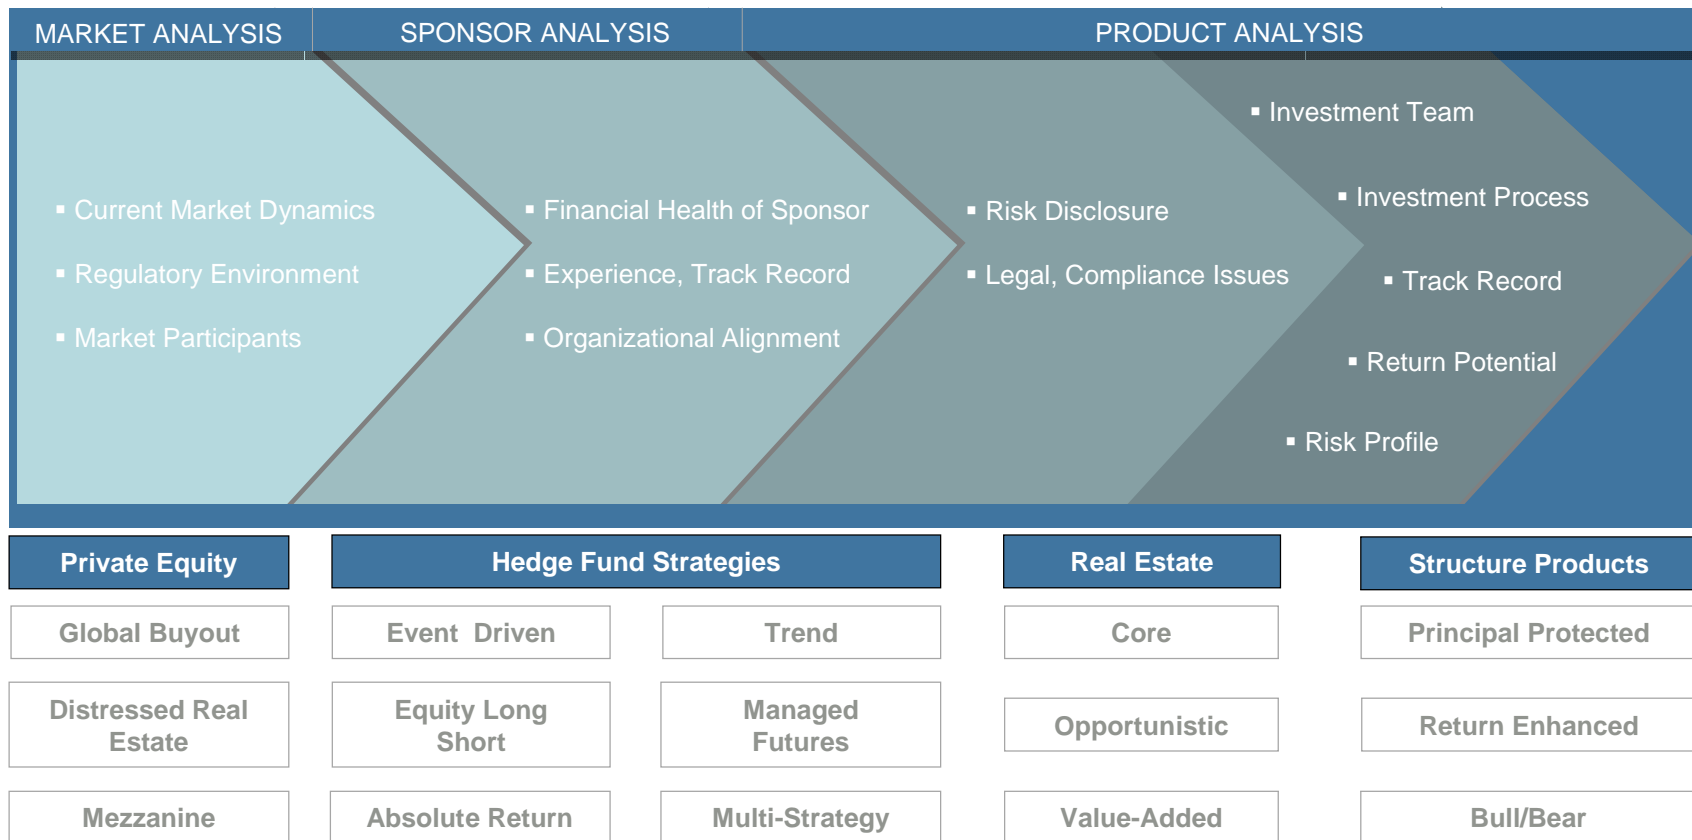 MARKET ANALYSIS
SPONSOR ANALYSIS
PRODUCT ANALYSIS
▪ Current Market Dynamics
▪ Regulatory Environment
▪ Market Participants
▪ Financial Health of Sponsor
▪ Experience, Track Record
▪ Organizational Alignment
▪ Risk Disclosure
▪ Legal, Compliance Issues
▪ Investment Team
▪ Investment Process
▪ Track Record
▪ Return Potential
▪ Risk Profile
Private Equity
Global Buyout
Distressed Real
Estate
Mezzanine
Hedge Fund Strategies
Event Driven
Equity Long
Short
Absolute Return
Trend
Managed
Futures
Multi-Strategy
Real Estate
Core
Opportunistic
Value-Added
Structure Products
Principal Protected
Return Enhanced
Bull/Bear